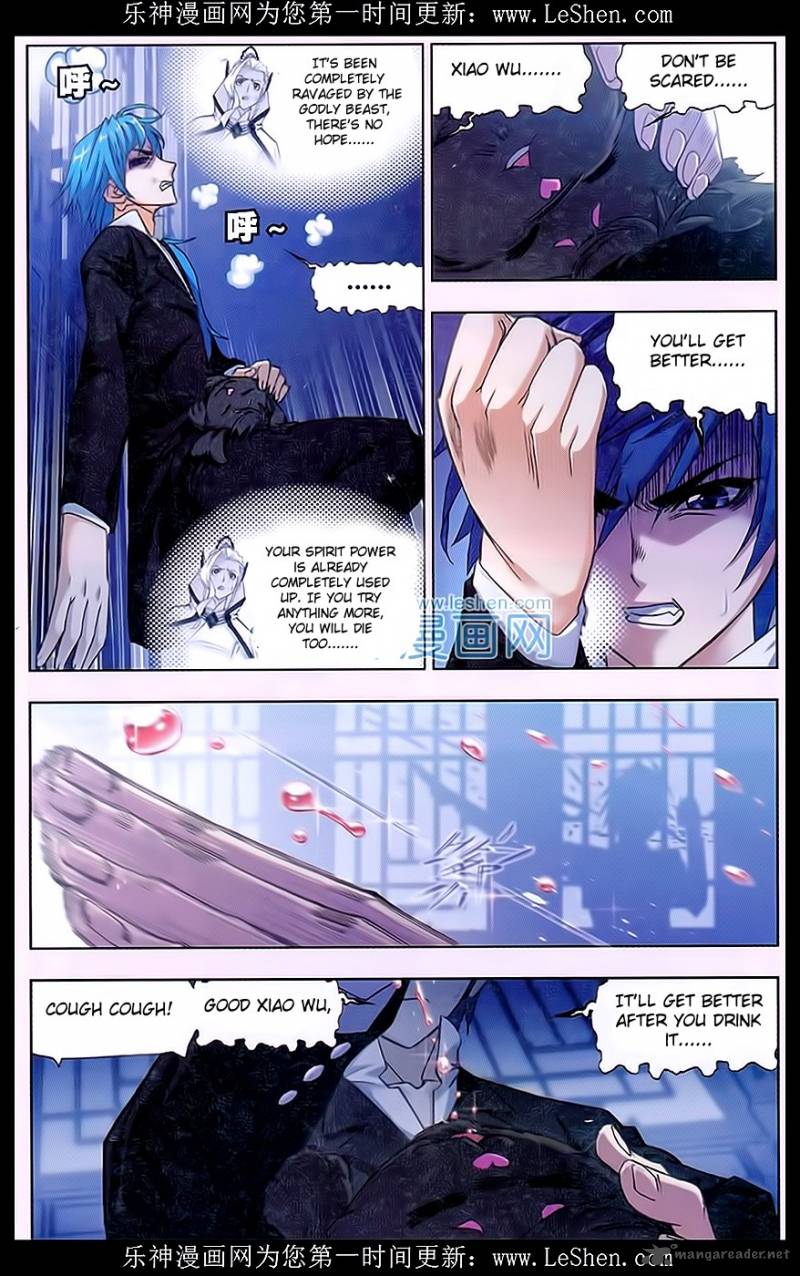 乐神漫画网为您第一时间更新: www.LeShen.com
呼~
IT'S BEEN
COMPLETELY
RAVAGED BY THE
GODLY BEAST,
THERE'S NO
HOPE......
呼~
......
YOUR SPIRIT POWER
IS ALREADY
COMPLETELY USED
UP. IF YOU TRY
ANYTHING MORE,
YOU WILL DIE
TOO.......
XIAO WU.......
DON'T BE
SCARED......
YOU'LL GET
BETTER......
www.leshen.com
漫画网
COUGH COUGH!
GOOD XIAO WU,
IT'LL GET BETTER
AFTER YOU DRINK
IT......
乐神漫画网为您第一时间更新: www.LeShen.com
mangareader.net